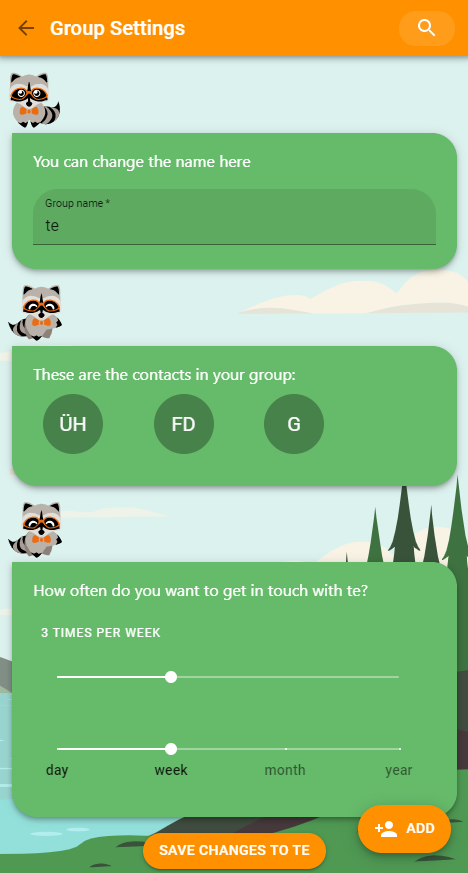 Group Settings
You can change the name here
Group name *
te
These are the contacts in your group:
ÜH FD G
How often do you want to get in touch with te?
3 TIMES PER WEEK
day week month year
ADD
SAVE CHANGES TO TE